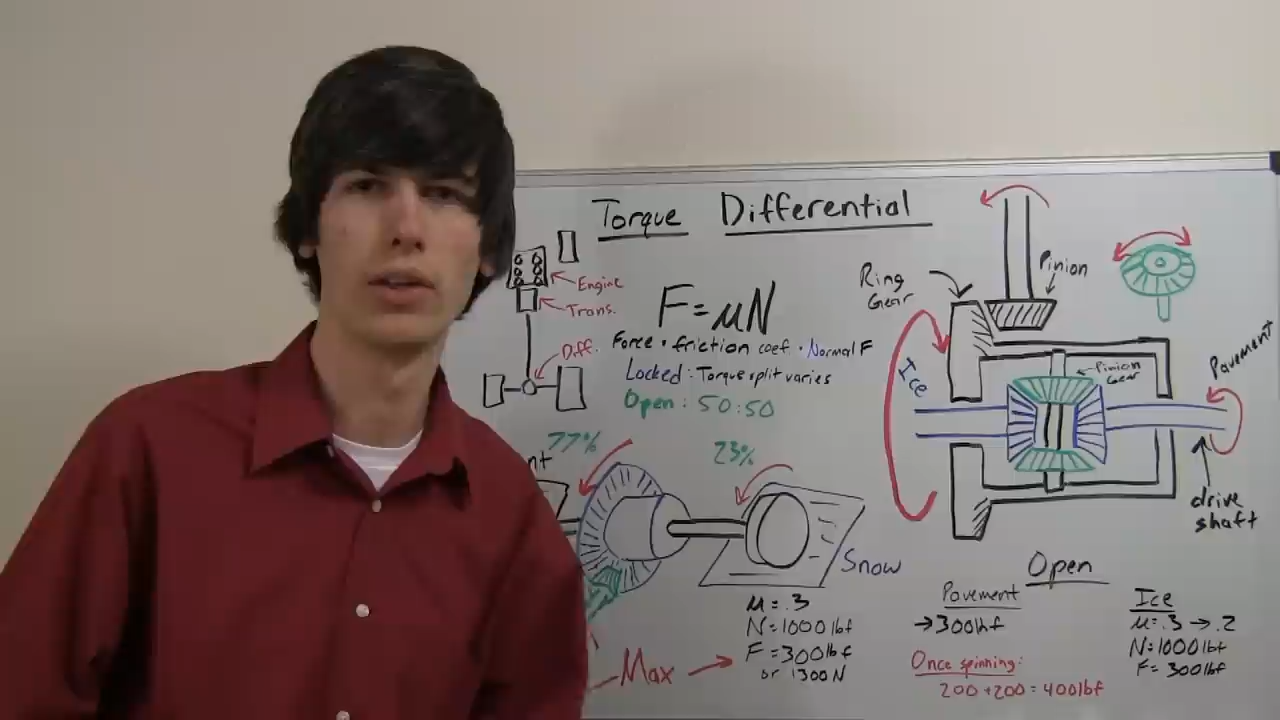 Torque Differential
Engine
Trans.
Diff.
F=μN
Force · friction coef. · Normal F
Locked: Torque split varies
Open: 50:50
77%
23%
nt
Snow
μ=.3
N=1000lbf
F=300lbf
or 1300N
Max
Ring
Gear
Pinion
Pinion
Gear
Ice
Pavement
drive
shaft
Open
Pavement
→300lbf
Once spinning:
200+200=400lbf
Ice
μ=.3→.2
N=1000lbf
F=300lbf